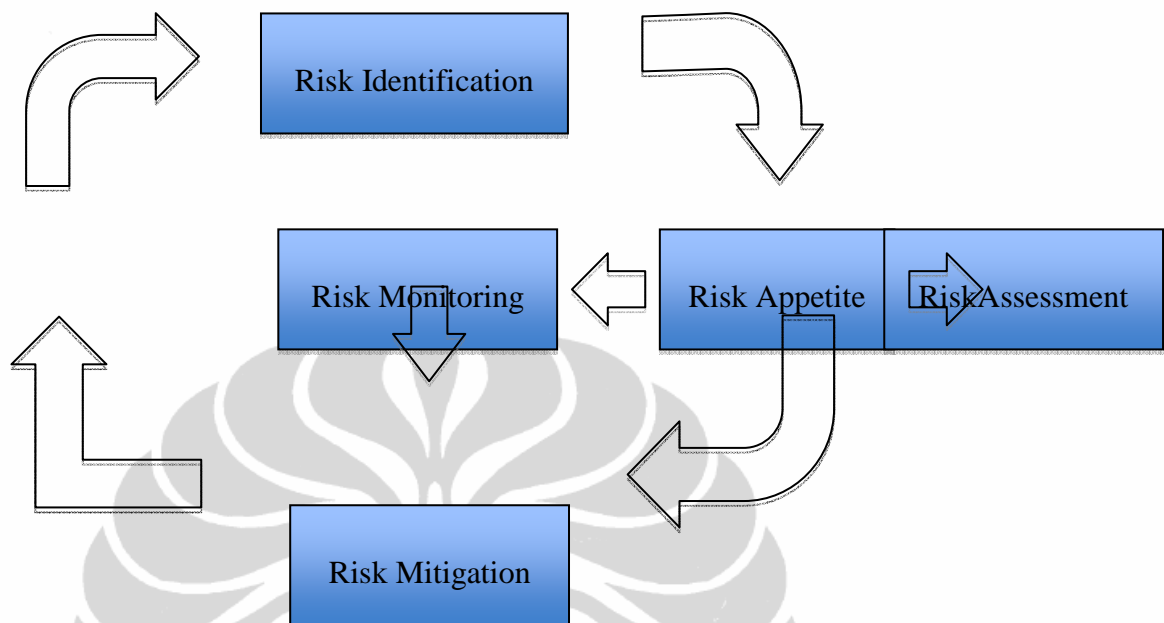 Risk Identification
Risk Monitoring
Risk Appetite
RiskAssessment
Risk Mitigation